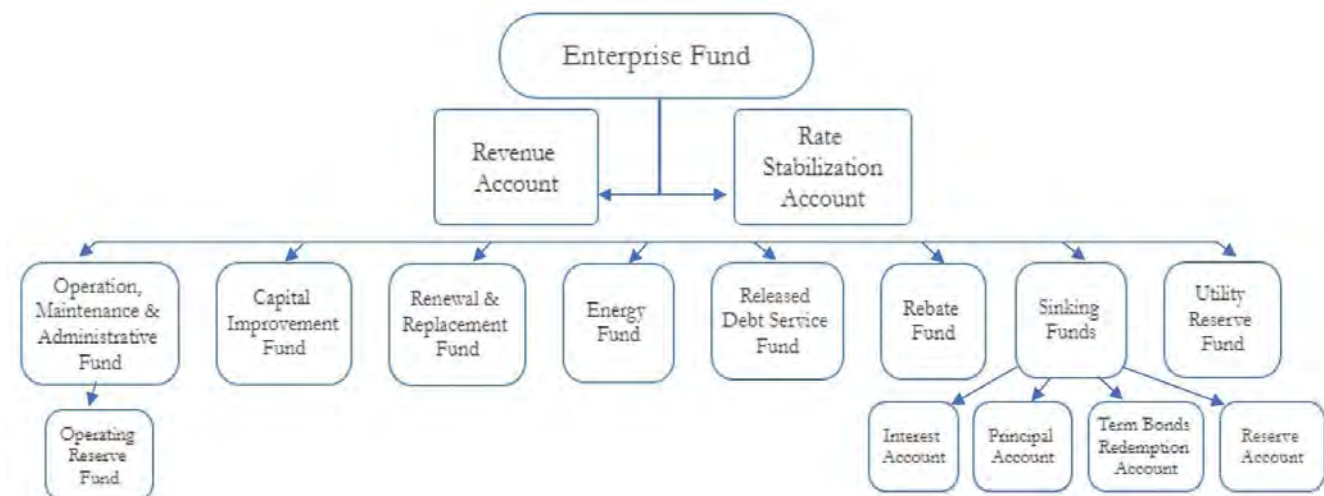 Enterprise Fund
Revenue
Account
Rate
Stabilization
Account
Operation,
Maintenance &
Administrative
Fund
Capital
Improvement
Fund
Renewal &
Replacement
Fund
Energy
Fund
Released
Debt Service
Fund
Rebate
Fund
Sinking
Funds
Utility
Reserve
Fund
Operating
Reserve
Fund
Interest
Account
Principal
Account
Term Bonds
Redemption
Account
Reserve
Account